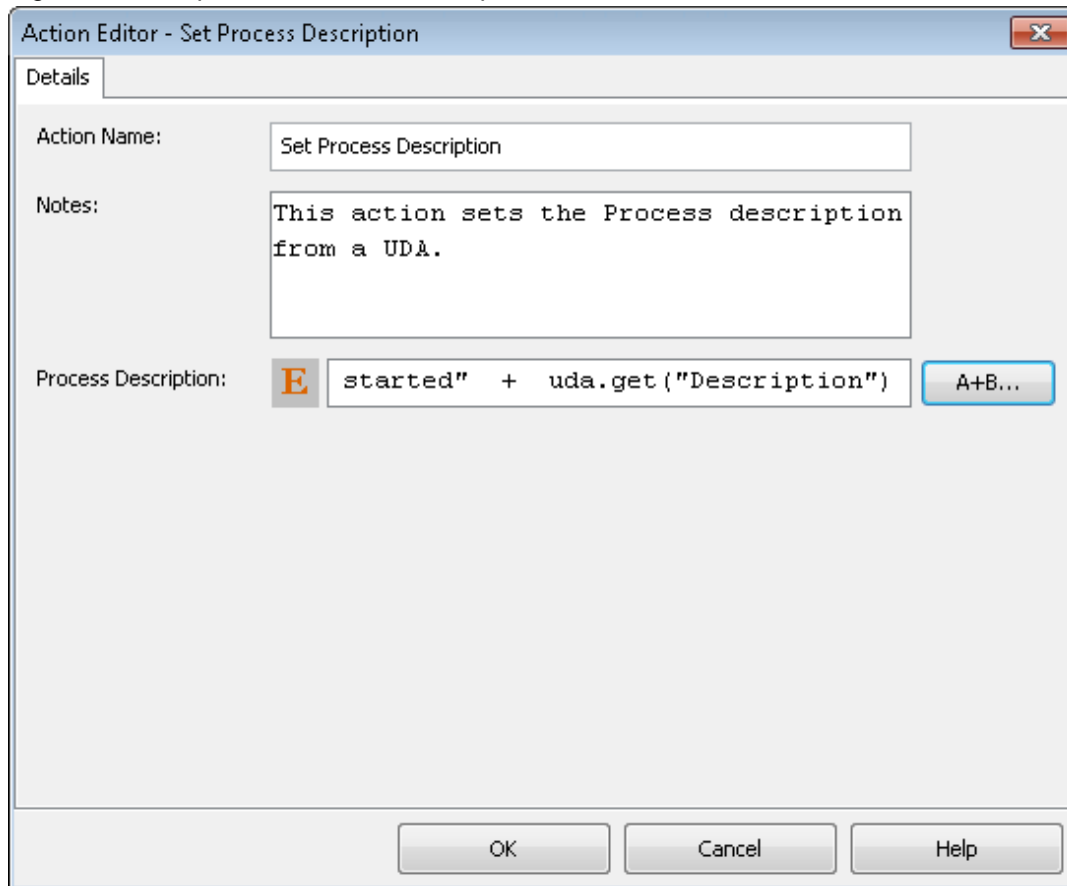 Action Editor - Set Process Description
Details
Action Name:
Set Process Description
Notes:
This action sets the Process description
from a UDA.
Process Description:
E
started" + uda.get("Description")
A+B...
OK
Cancel
Help